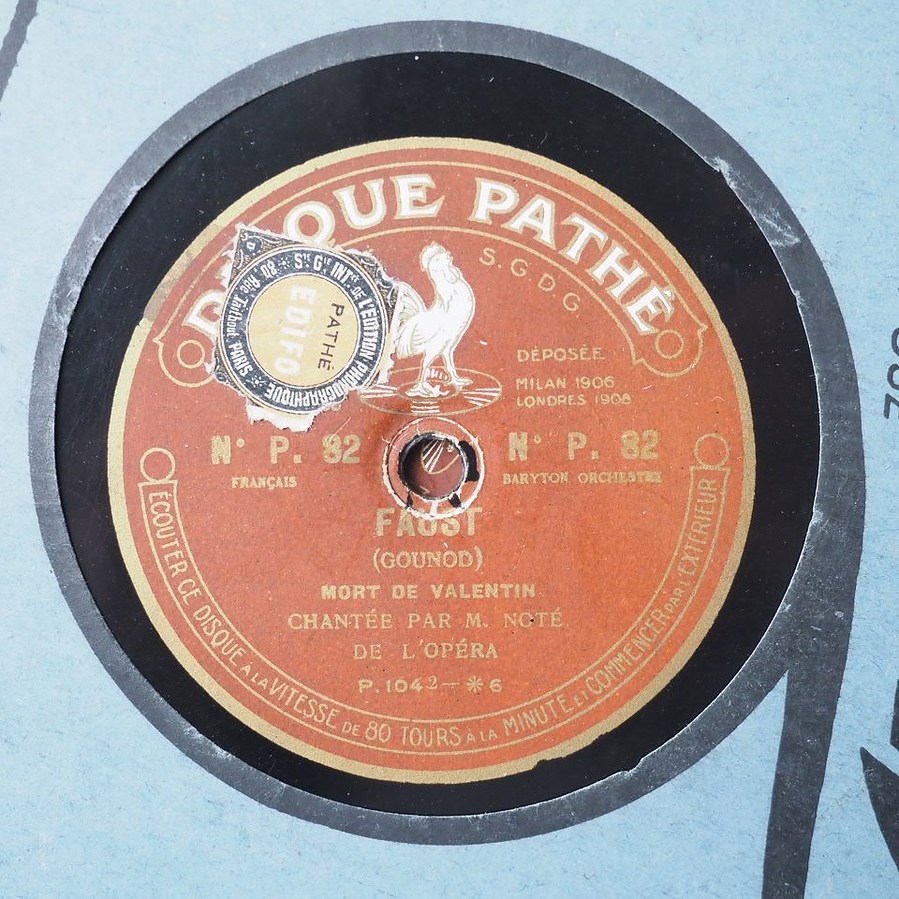 DISQUE PATHÉ
S.G.D.G
DÉPOSÉE
MILAN 1906
LONDRES 1908
Sté Gle INTle DE L'ÉDITION PHONOGRAPHIQUE
30, Rue Taitbout PARIS
PATHÉ
EDIFO
N° P. 82
N° P. 82
FRANÇAIS
BARYTON ORCHESTRE
FAUST
(GOUNOD)
MORT DE VALENTIN
CHANTÉE PAR M. NOTÉ.
DE L'OPÉRA
P.1042-*6
ÉCOUTER CE DISQUE A LA VITESSE DE 80 TOURS A LA MINUTE ET COMMENCER PAR L'EXTÉRIEUR